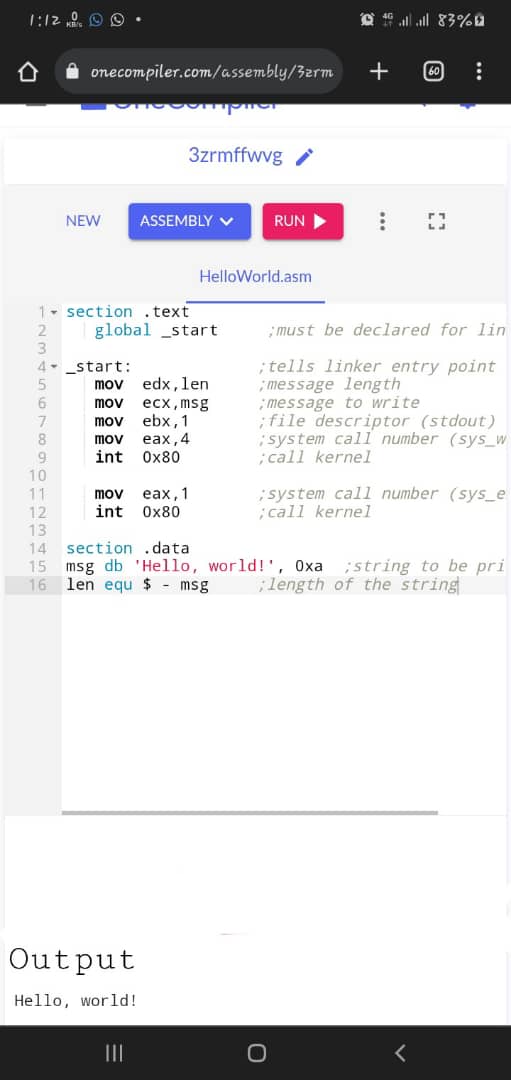 1:12 0 KB/s 4G 83%
onecompiler.com/assembly/3zrm 60
OneCompiler
3zrmffwvg
NEW ASSEMBLY RUN
HelloWorld.asm
1 section .text
2 global _start ;must be declared for lin
3
4 _start: ;tells linker entry point
5 mov edx,len ;message length
6 mov ecx,msg ;message to write
7 mov ebx,1 ;file descriptor (stdout)
8 mov eax,4 ;system call number (sys_w
9 int 0x80 ;call kernel
10
11 mov eax,1 ;system call number (sys_e
12 int 0x80 ;call kernel
13
14 section .data
15 msg db 'Hello, world!', 0xa ;string to be pri
16 len equ $ - msg ;length of the string
Output
Hello, world!